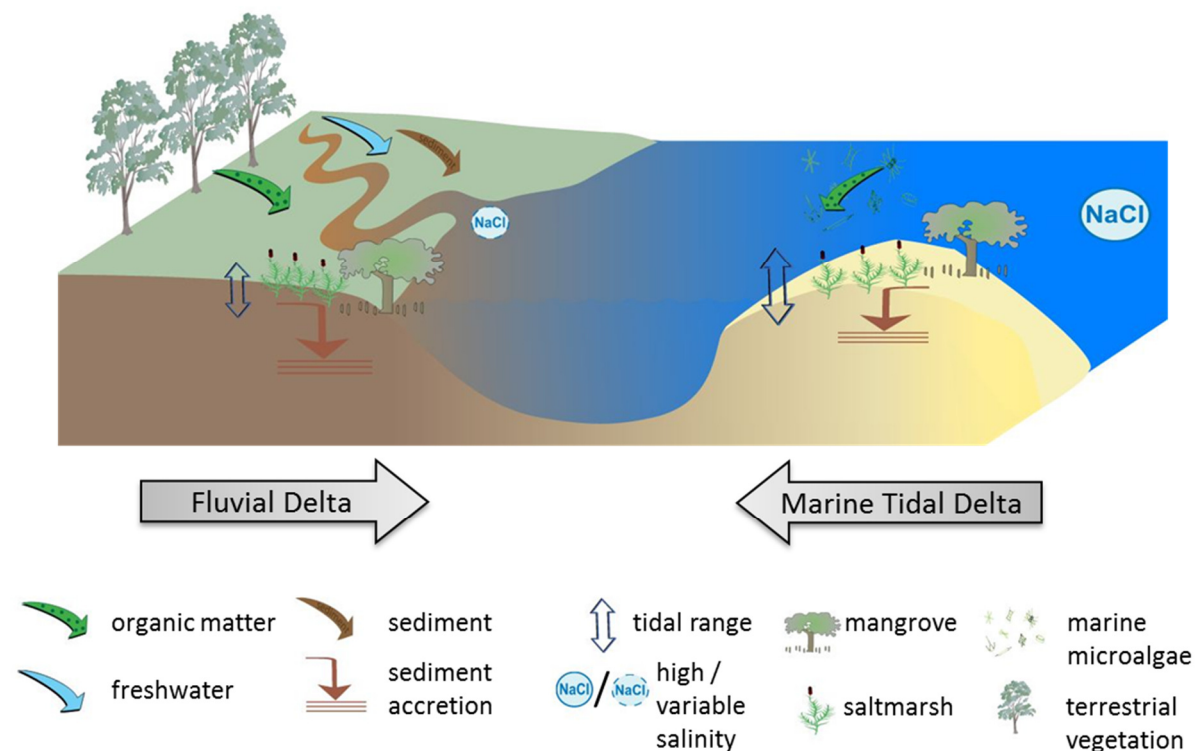 sediment
NaCl
NaCl
Fluvial Delta
Marine Tidal Delta
organic matter
sediment
tidal range
mangrove
marine
microalgae
freshwater
sediment
accretion
NaCl / NaCl
high /
variable
salinity
saltmarsh
terrestrial
vegetation